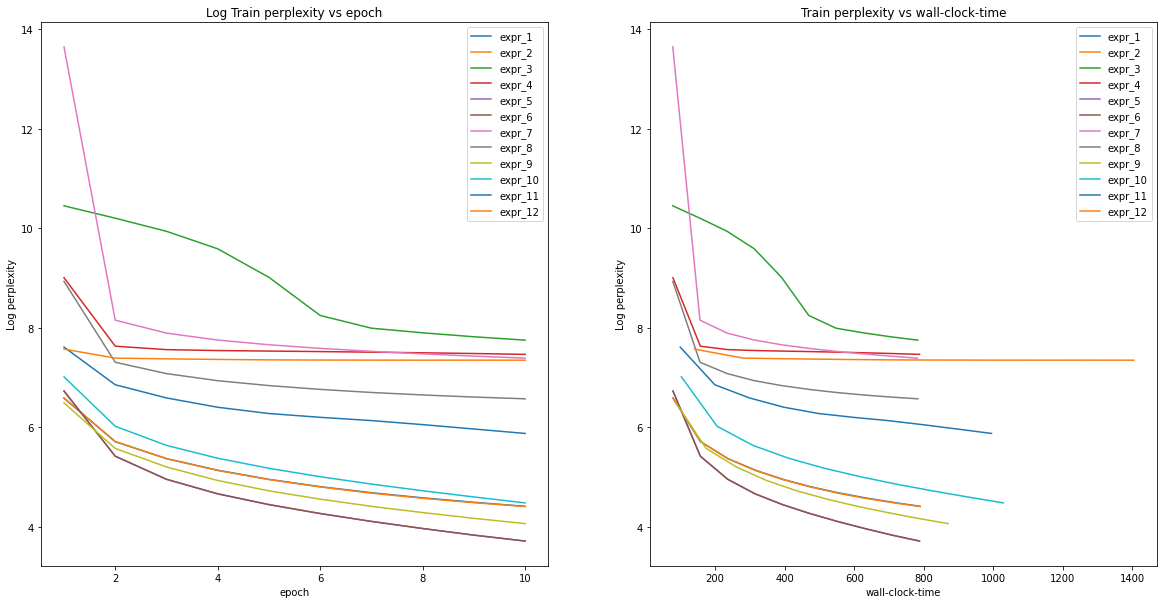 Log Train perplexity vs epoch
14
12
10
8
6
4
Log perplexity
2
4
6
8
10
epoch
expr_1
expr_2
expr_3
expr_4
expr_5
expr_6
expr_7
expr_8
expr_9
expr_10
expr_11
expr_12
Train perplexity vs wall-clock-time
14
12
10
8
6
4
Log perplexity
200
400
600
800
1000
1200
1400
wall-clock-time
expr_1
expr_2
expr_3
expr_4
expr_5
expr_6
expr_7
expr_8
expr_9
expr_10
expr_11
expr_12